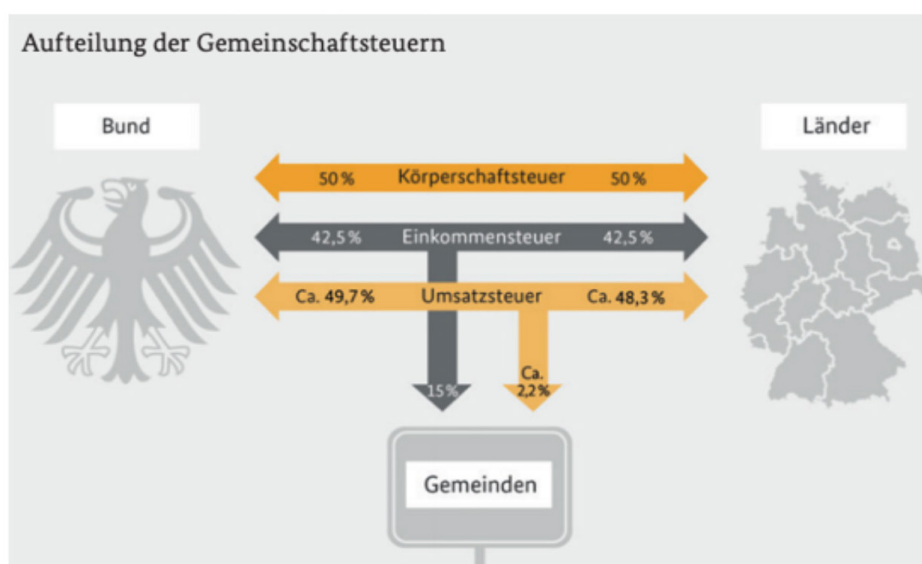 Aufteilung der Gemeinschaftsteuern
Bund
Länder
50 % Körperschaftsteuer 50 %
42,5 % Einkommensteuer 42,5 %
Ca. 49,7 % Umsatzsteuer Ca. 48,3 %
15%
Ca.
2,2 %
Gemeinden